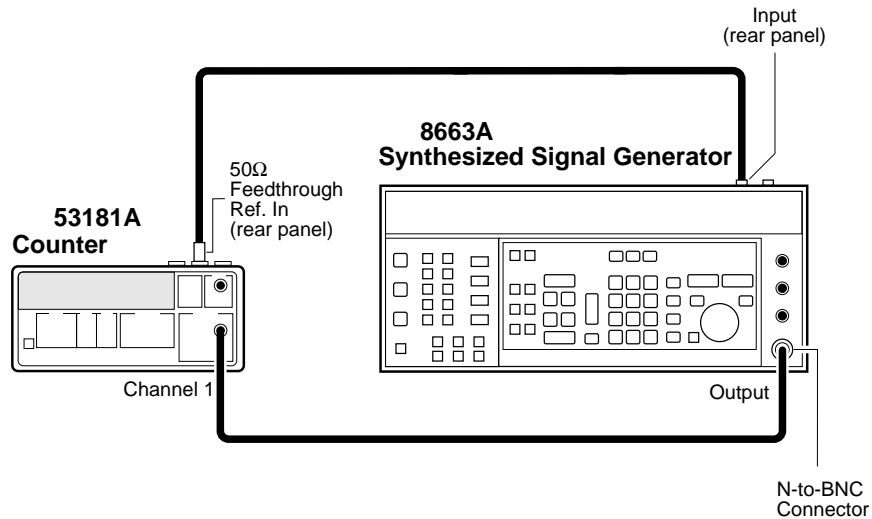 Input
(rear panel)
8663A
Synthesized Signal Generator
50Ω
Feedthrough
Ref. In
(rear panel)
53181A
Counter
Channel 1
Output
N-to-BNC
Connector